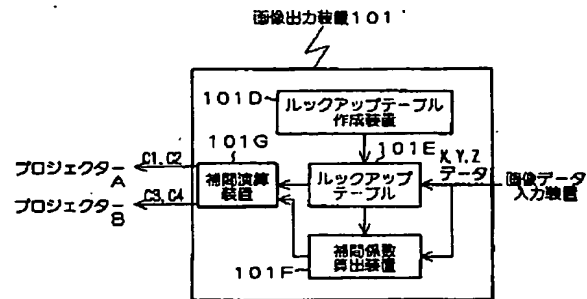 画像出力装置101
101D
ルックアップテーブル
作成装置
101G
101E
X,Y,Z
データ
プロジェクター
A
C1,C2
補間演算
装置
ルックアップ
テーブル
画像データ
入力装置
プロジェクター
B
C3,C4
補間係数
算出装置
101F